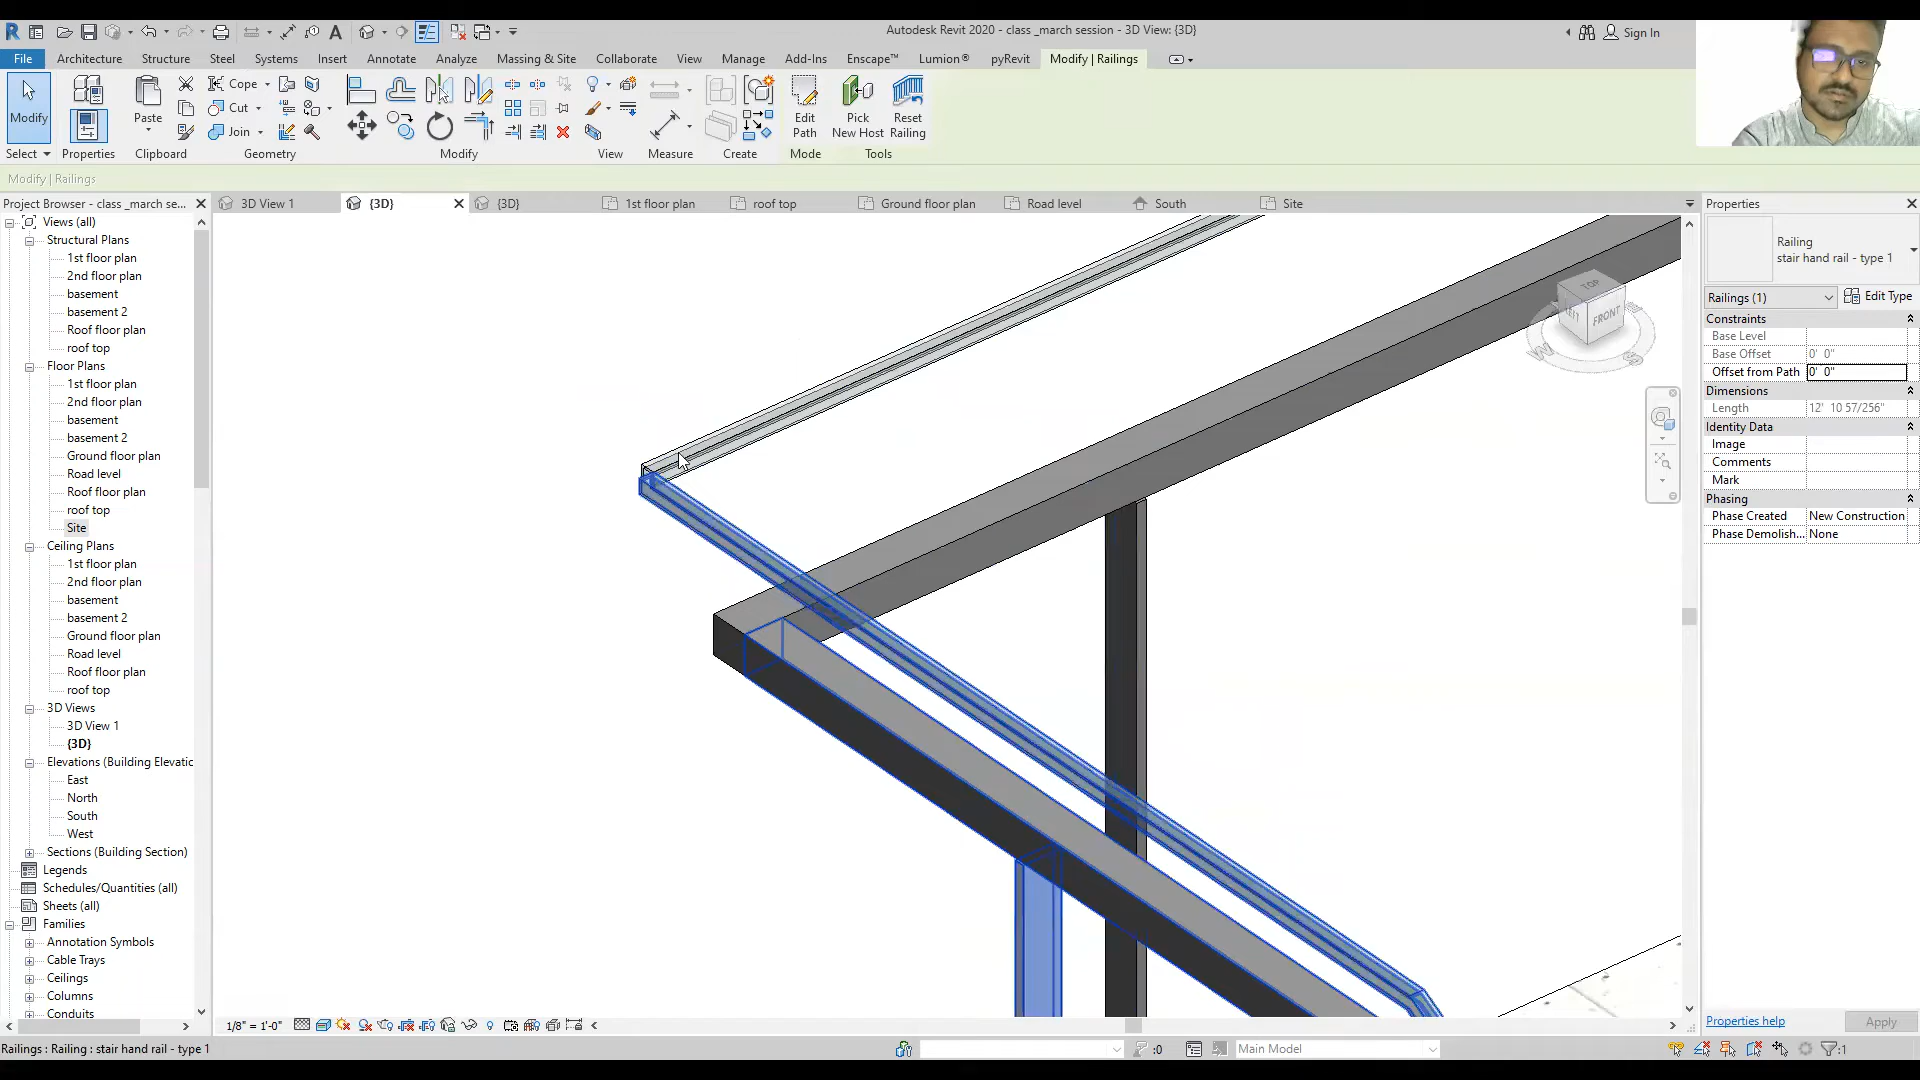 Autodesk Revit 2020 - class _march session - 3D View: {3D}
Sign In
File Architecture Structure Steel Systems Insert Annotate Analyze Massing & Site Collaborate View Manage Add-Ins Enscape™ Lumion® pyRevit Modify | Railings
Modify
Paste
Cope
Cut
Join
Edit Path
Pick New Host
Reset Railing
Select Properties Clipboard Geometry Modify View Measure Create Mode Tools
Modify | Railings
Project Browser - class _march se...
3D View 1 {3D} {3D} 1st floor plan roof top Ground floor plan Road level South Site
Views (all)
Structural Plans
1st floor plan
2nd floor plan
basement
basement 2
Roof floor plan
roof top
Floor Plans
1st floor plan
2nd floor plan
basement
basement 2
Ground floor plan
Road level
Roof floor plan
roof top
Site
Ceiling Plans
1st floor plan
2nd floor plan
basement
basement 2
Ground floor plan
Road level
Roof floor plan
roof top
3D Views
3D View 1
{3D}
Elevations (Building Elevatic
East
North
South
West
Sections (Building Section)
Legends
Schedules/Quantities (all)
Sheets (all)
Families
Annotation Symbols
Cable Trays
Ceilings
Columns
Conduits
TOP
LEFT
FRONT
W
S
E
Properties
Railing
stair hand rail - type 1
Railings (1)
Edit Type
Constraints
Base Level
Base Offset 0' 0"
Offset from Path 0' 0"
Dimensions
Length 12' 10 57/256"
Identity Data
Image
Comments
Mark
Phasing
Phase Created New Construction
Phase Demolish... None
Properties help
Apply
1/8" = 1'-0"
Railings : Railing : stair hand rail - type 1
:0
Main Model
:1